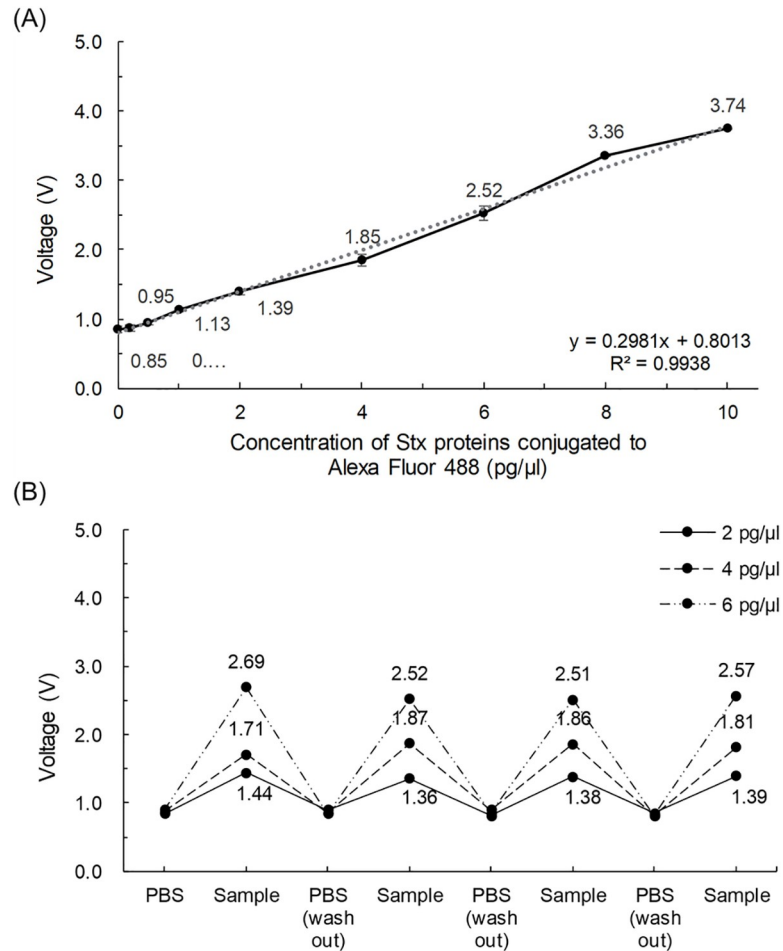 (A)
5.0
4.0
3.0
2.0
1.0
0.0
Voltage (V)
0.85
0....
0.95
1.13
1.39
1.85
2.52
3.36
3.74
y = 0.2981x + 0.8013
R² = 0.9938
0 2 4 6 8 10
Concentration of Stx proteins conjugated to
Alexa Fluor 488 (pg/µl)
(B)
5.0
4.0
3.0
2.0
1.0
0.0
Voltage (V)
2 pg/µl
4 pg/µl
6 pg/µl
2.69
1.71
1.44
2.52
1.87
1.36
2.51
1.86
1.38
2.57
1.81
1.39
PBS Sample PBS Sample PBS Sample PBS Sample
(wash (wash (wash
out) out) out)